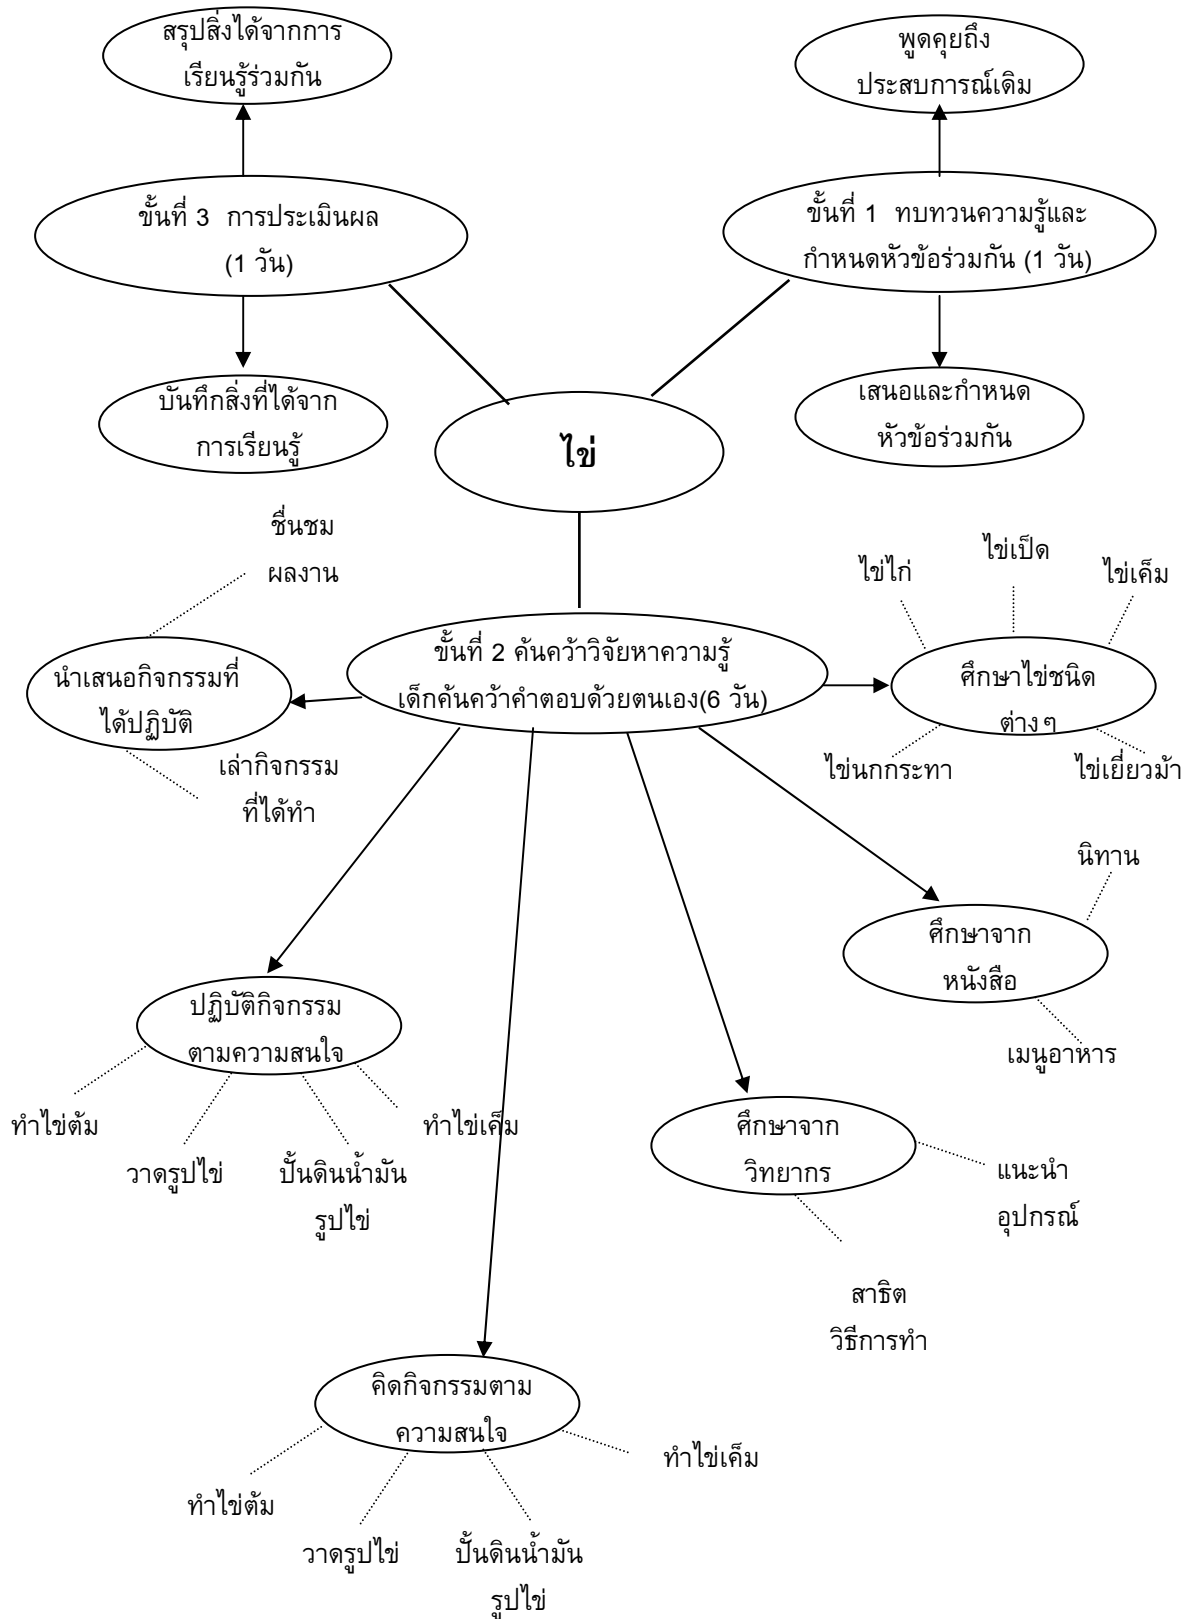 สรุปสิ่งได้จากการ
เรียนรู้ร่วมกัน
พูดคุยถึง
ประสบการณ์เดิม
ขั้นที่ 3 การประเมินผล
(1 วัน)
ขั้นที่ 1 ทบทวนความรู้และ
กำหนดหัวข้อร่วมกัน (1 วัน)
บันทึกสิ่งที่ได้จาก
การเรียนรู้
เสนอและกำหนด
หัวข้อร่วมกัน
ไข่
ชื่นชม
ผลงาน
ไข่ไก่
ไข่เป็ด
ไข่เค็ม
นำเสนอกิจกรรมที่
ได้ปฏิบัติ
ขั้นที่ 2 ค้นคว้าวิจัยหาความรู้
เด็กค้นคว้าคำตอบด้วยตนเอง(6 วัน)
ศึกษาไข่ชนิด
ต่างๆ
เล่ากิจกรรม
ที่ได้ทำ
ไข่นกกระทา
ไข่เยี่ยวม้า
นิทาน
ศึกษาจาก
หนังสือ
เมนูอาหาร
ปฏิบัติกิจกรรม
ตามความสนใจ
ทำไข่ต้ม
วาดรูปไข่
ปั้นดินน้ำมัน
รูปไข่
ทำไข่เค็ม
ศึกษาจาก
วิทยากร
แนะนำ
อุปกรณ์
สาธิต
วิธีการทำ
คิดกิจกรรมตาม
ความสนใจ
ทำไข่ต้ม
วาดรูปไข่
ปั้นดินน้ำมัน
รูปไข่
ทำไข่เค็ม